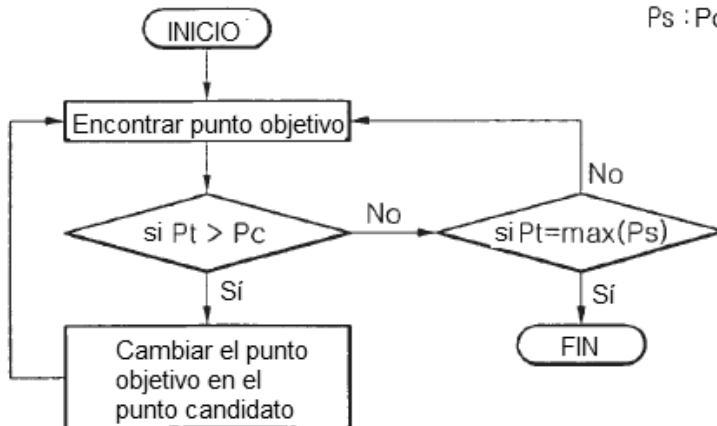 Ps : Pc
INICIO
Encontrar punto objetivo
No
si Pt > Pc
No
si Pt=max(Ps)
Sí
Sí
Cambiar el punto
objetivo en el
punto candidato
FIN